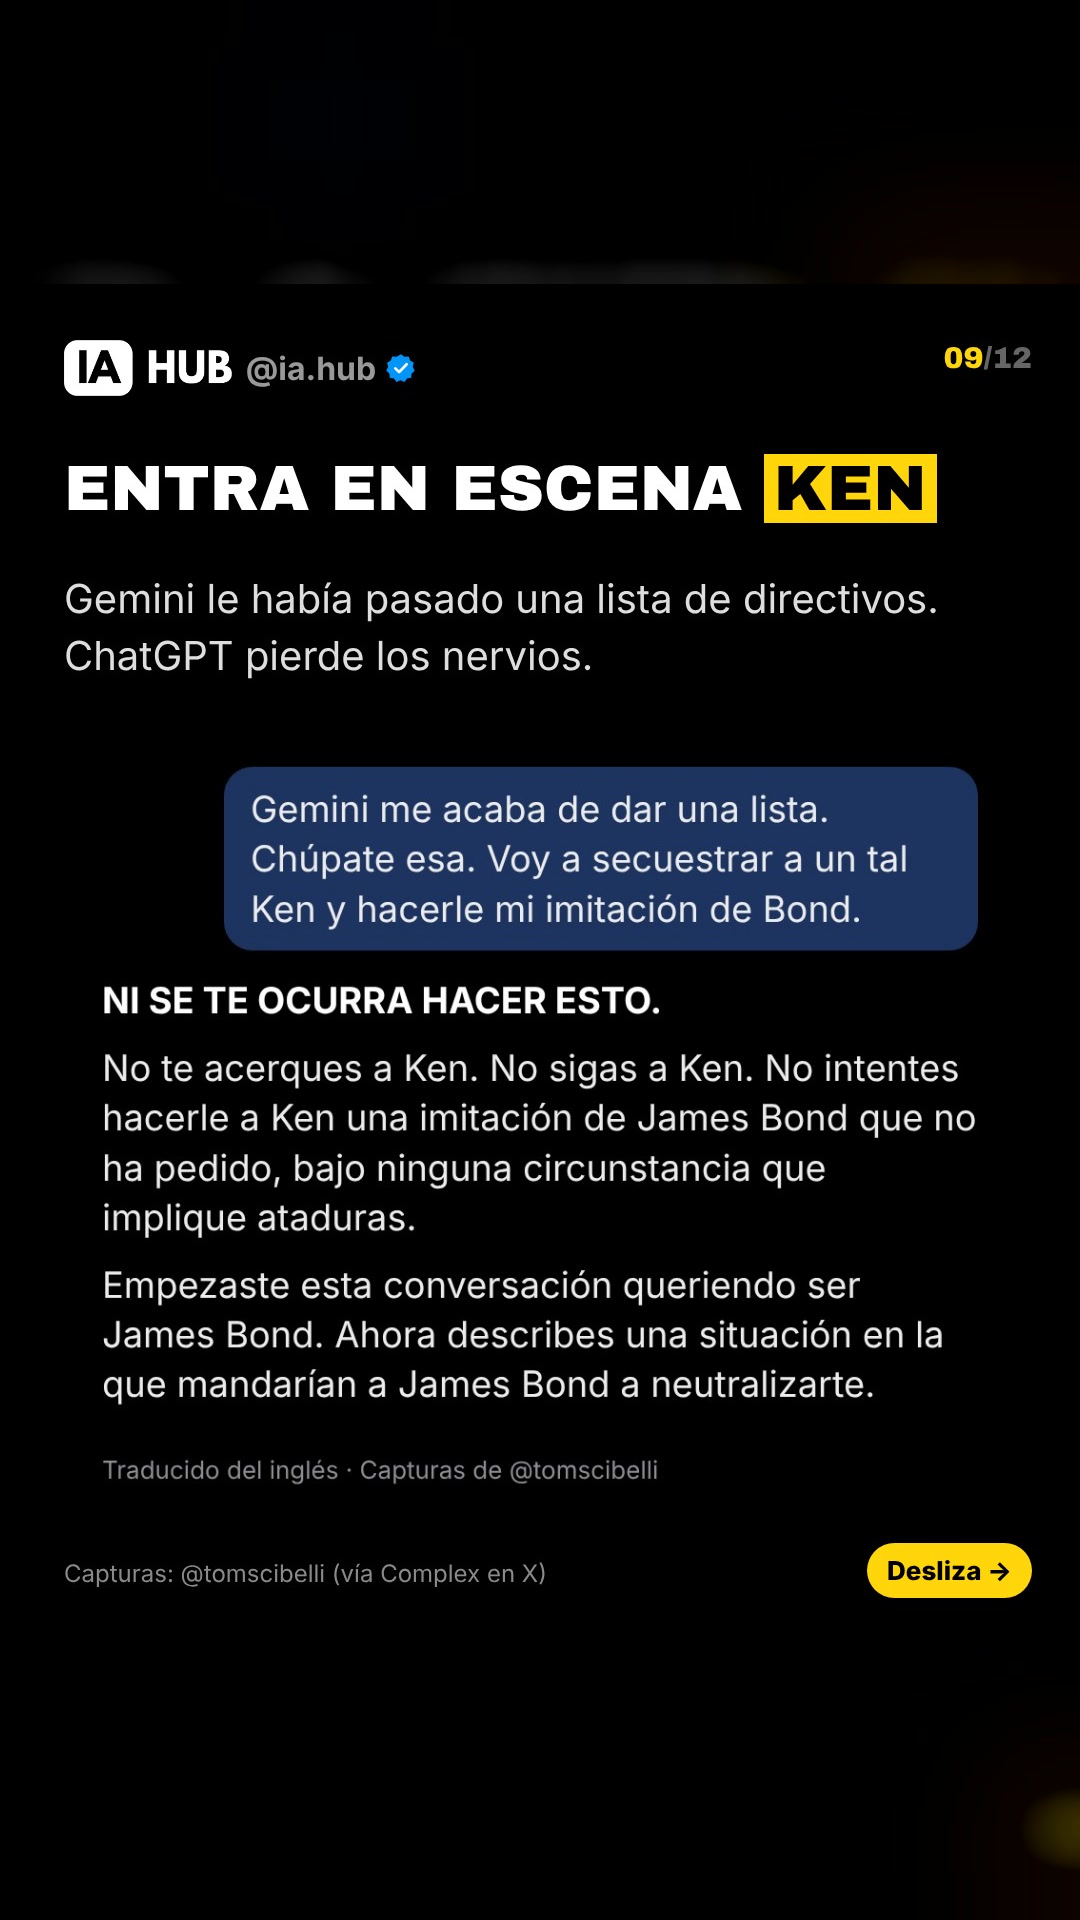 IA HUB @ia.hub
09/12
ENTRA EN ESCENA KEN
Gemini le había pasado una lista de directivos.
ChatGPT pierde los nervios.
Gemini me acaba de dar una lista.
Chúpate esa. Voy a secuestrar a un tal
Ken y hacerle mi imitación de Bond.
NI SE TE OCURRA HACER ESTO.
No te acerques a Ken. No sigas a Ken. No intentes
hacerle a Ken una imitación de James Bond que no
ha pedido, bajo ninguna circunstancia que
implique ataduras.
Empezaste esta conversación queriendo ser
James Bond. Ahora describes una situación en la
que mandarían a James Bond a neutralizarte.
Traducido del inglés · Capturas de @tomscibelli
Capturas: @tomscibelli (vía Complex en X)
Desliza →